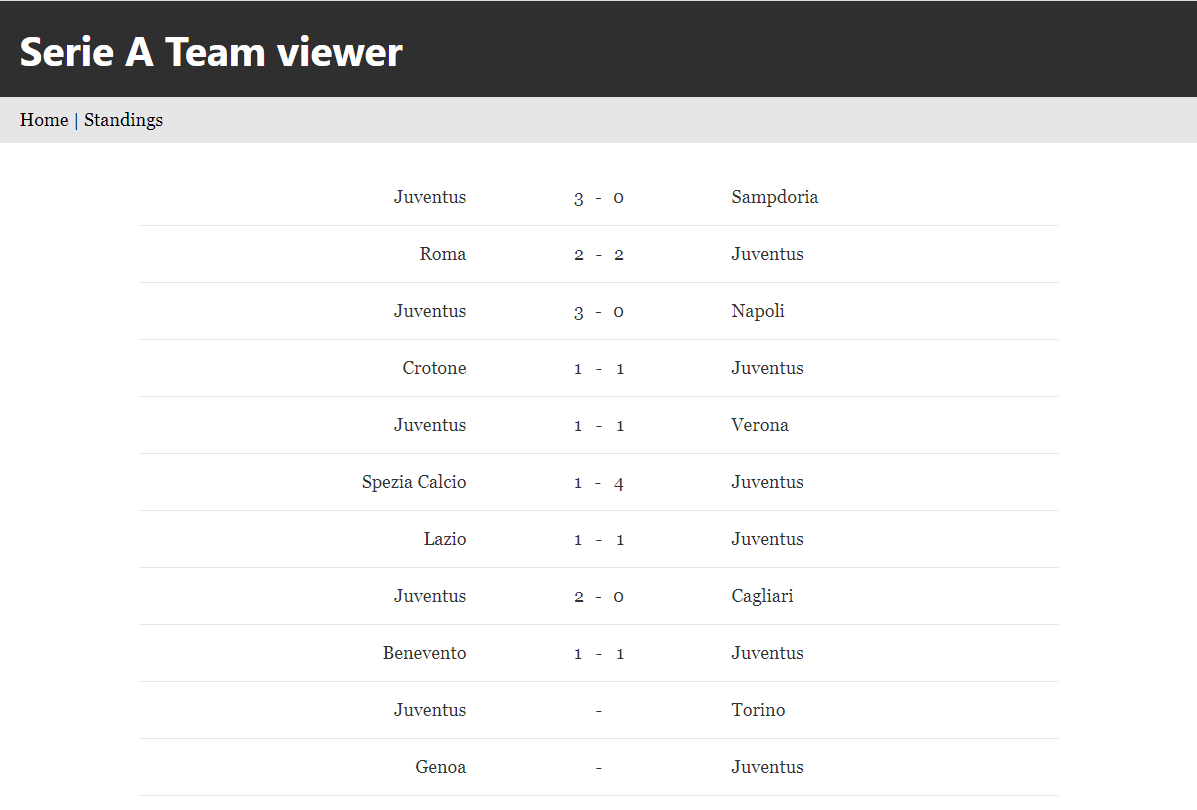 Serie A Team viewer
Home | Standings
Juventus 3 - 0 Sampdoria
Roma 2 - 2 Juventus
Juventus 3 - 0 Napoli
Crotone 1 - 1 Juventus
Juventus 1 - 1 Verona
Spezia Calcio 1 - 4 Juventus
Lazio 1 - 1 Juventus
Juventus 2 - 0 Cagliari
Benevento 1 - 1 Juventus
Juventus - Torino
Genoa - Juventus